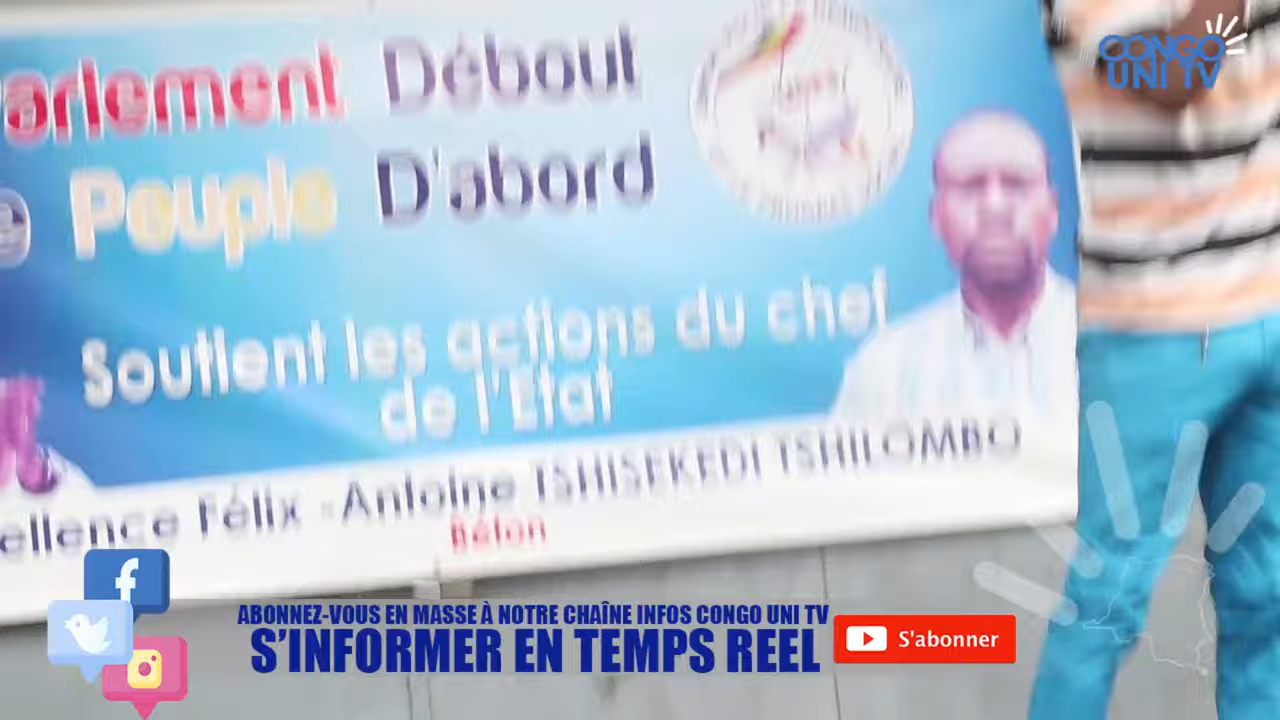 arlement Débout
Peuple D'abord
Soutient les actions du chef
de l'Etat
ellence Félix -Antoine TSHISEKEDI TSHILOMBO
Béton
CONGO
UNI TV
ABONNEZ-VOUS EN MASSE À NOTRE CHAÎNE INFOS CONGO UNI TV
S'INFORMER EN TEMPS REEL
S'abonner